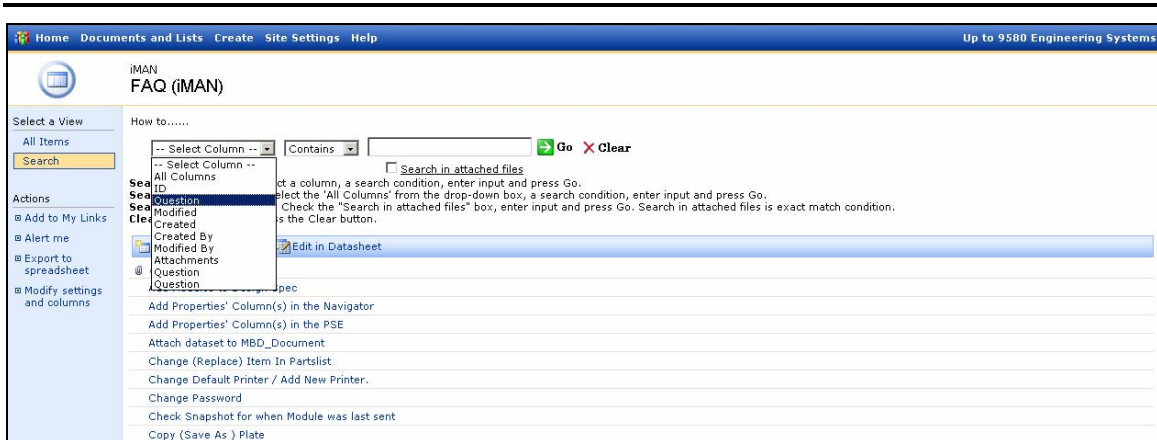 Home Documents and Lists Create Site Settings Help Up to 9580 Engineering Systems
iMAN
FAQ (iMAN)
Select a View
All Items
Search
Actions
Add to My Links
Alert me
Export to
spreadsheet
Modify settings
and columns
How to......
-- Select Column -- Contains Go Clear
Search in attached files
-- Select Column --
All Columns
ID
Question
Modified
Created
Created By
Modified By
Attachments
Question
Question
ct a column, a search condition, enter input and press Go.
elect the 'All Columns' from the drop-down box, a search condition, enter input and press Go.
Check the "Search in attached files" box, enter input and press Go. Search in attached files is exact match condition.
Clea s the Clear button.
Edit in Datasheet
Spec
Add Properties' Column(s) in the Navigator
Add Properties' Column(s) in the PSE
Attach dataset to MBD_Document
Change (Replace) Item In Partslist
Change Default Printer / Add New Printer.
Change Password
Check Snapshot for when Module was last sent
Copy (Save As ) Plate